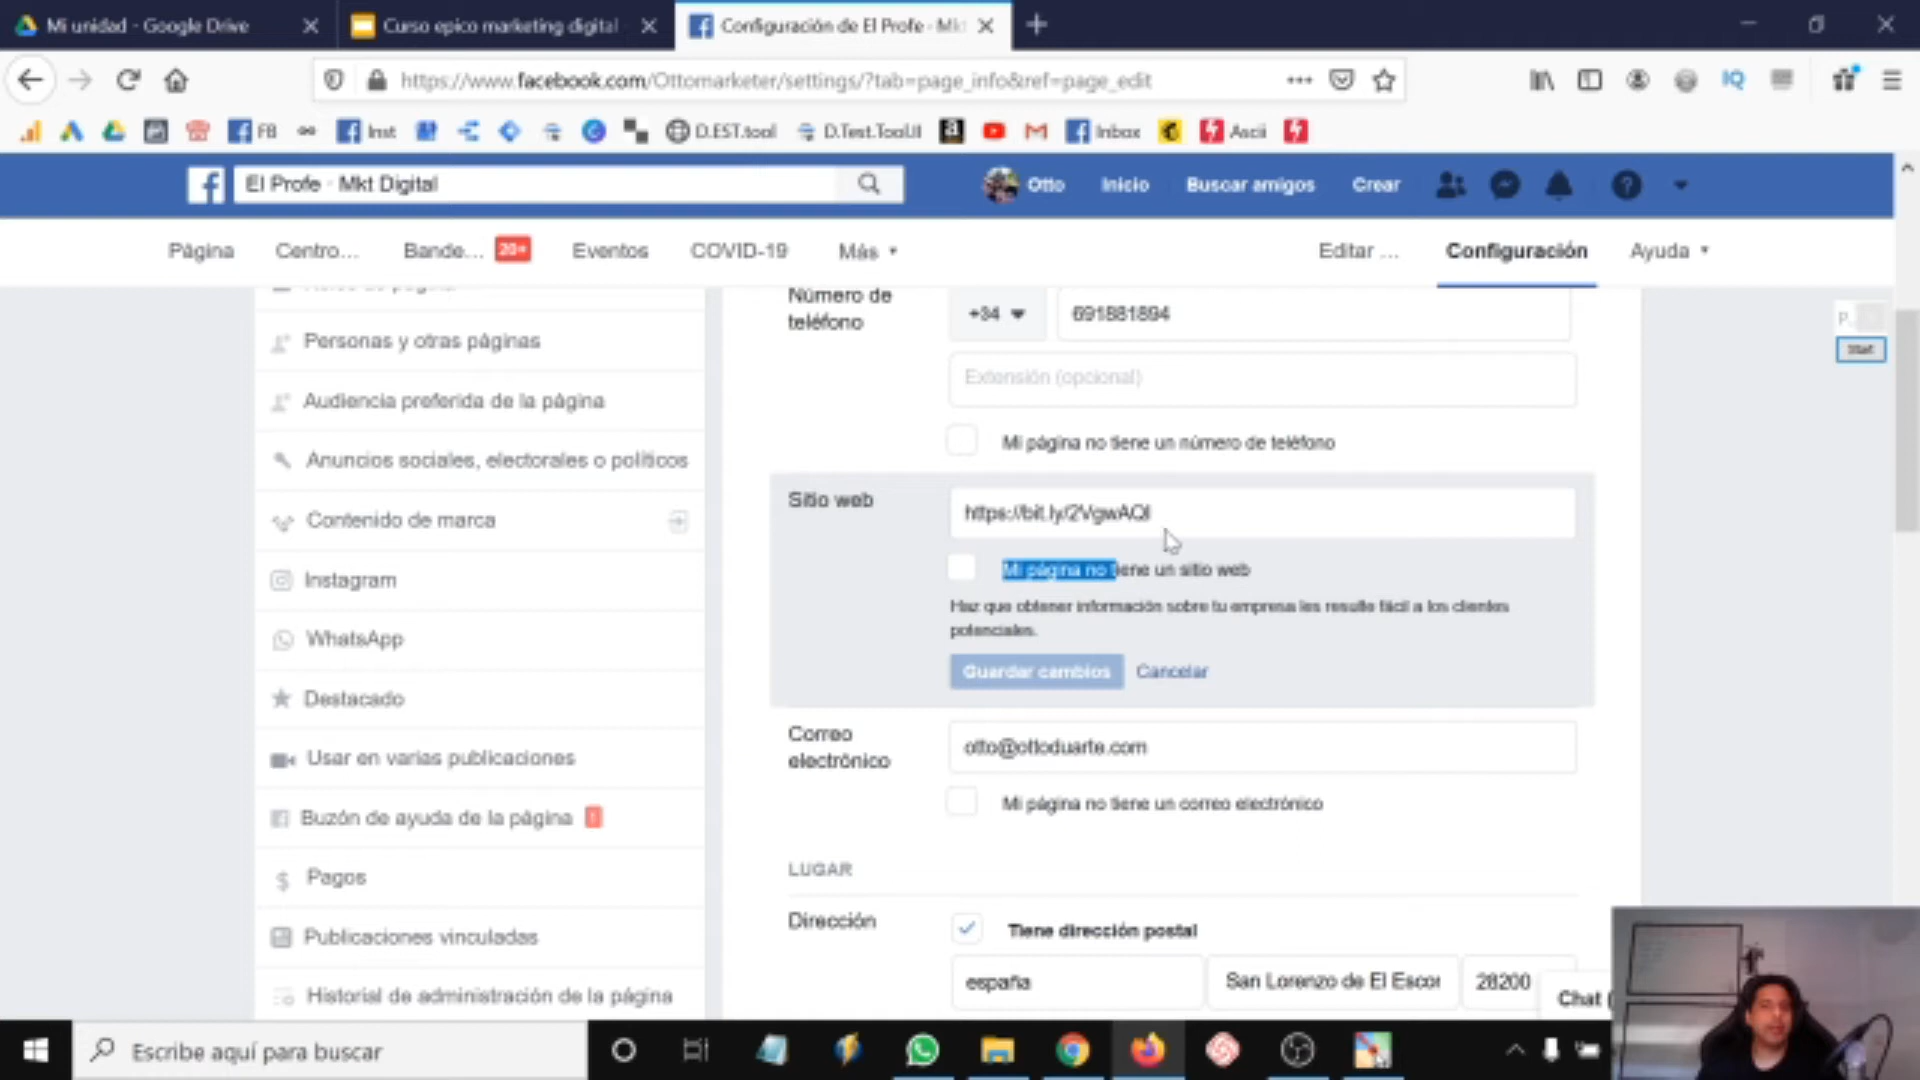 Mi unidad - Google Drive
Curso epico marketing digital
Configuración de El Profe - Mk
https://www.facebook.com/Ottomarketer/settings/?tab=page_info&ref=page_edit
IQ
FB
Inst
D.EST.tool
D.Test.ToolUI
Inbox
Ascii
El Profe - Mkt Digital
Otto
Inicio
Buscar amigos
Crear
Página
Centro...
Bande...
20+
Eventos
COVID-19
Más
Editar ...
Configuración
Ayuda
Personas y otras páginas
Audiencia preferida de la página
Anuncios sociales, electorales o políticos
Contenido de marca
Instagram
WhatsApp
Destacado
Usar en varias publicaciones
Buzón de ayuda de la página
1
Pagos
Publicaciones vinculadas
Historial de administración de la página
Número de
teléfono
+34
691881894
Extensión (opcional)
Mi página no tiene un número de teléfono
Sitio web
https://bit.ly/2VgwAQI
Mi página no tiene un sitio web
Haz que obtener información sobre tu empresa les resulte fácil a los clientes
potenciales.
Guardar cambios
Cancelar
Correo
electrónico
otto@ottoduarte.com
Mi página no tiene un correo electrónico
LUGAR
Dirección
Tiene dirección postal
españa
San Lorenzo de El Escor
28200
Chat (
P.
Start
Escribe aquí para buscar